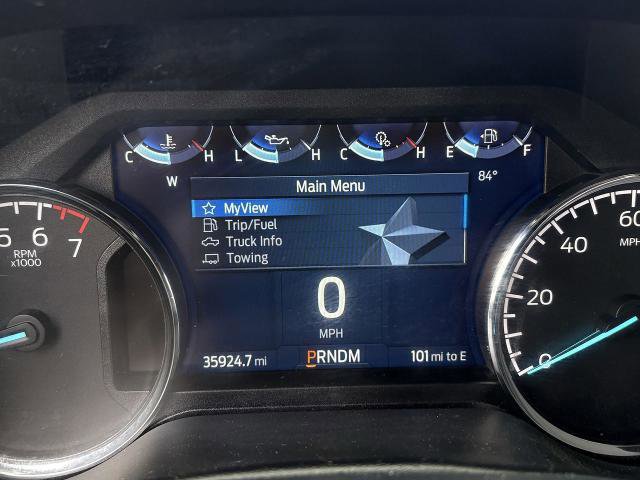 C H L H C H E F
W 84°
Main Menu
MyView
Trip/Fuel
Truck Info
Towing
5 6 7
RPM
x1000
0
MPH
35924.7 mi PRNDM 101 mi to E
0 20 40 60
MPH